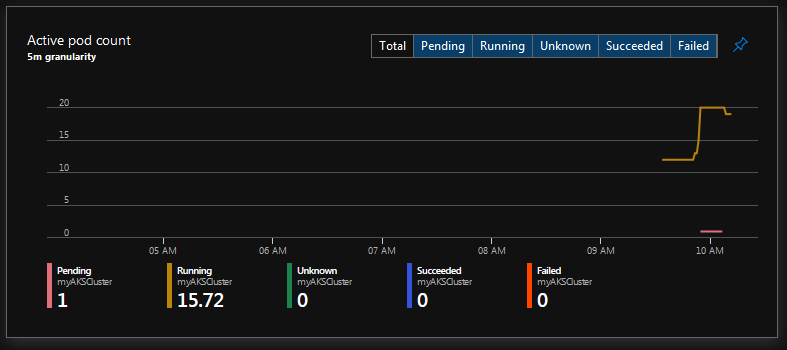 Active pod count
5m granularity
Total Pending Running Unknown Succeeded Failed
20
15
10
5
0
05 AM 06 AM 07 AM 08 AM 09 AM 10 AM
Pending Running Unknown Succeeded Failed
myAKSCluster myAKSCluster myAKSCluster myAKSCluster myAKSCluster
1 15.72 0 0 0